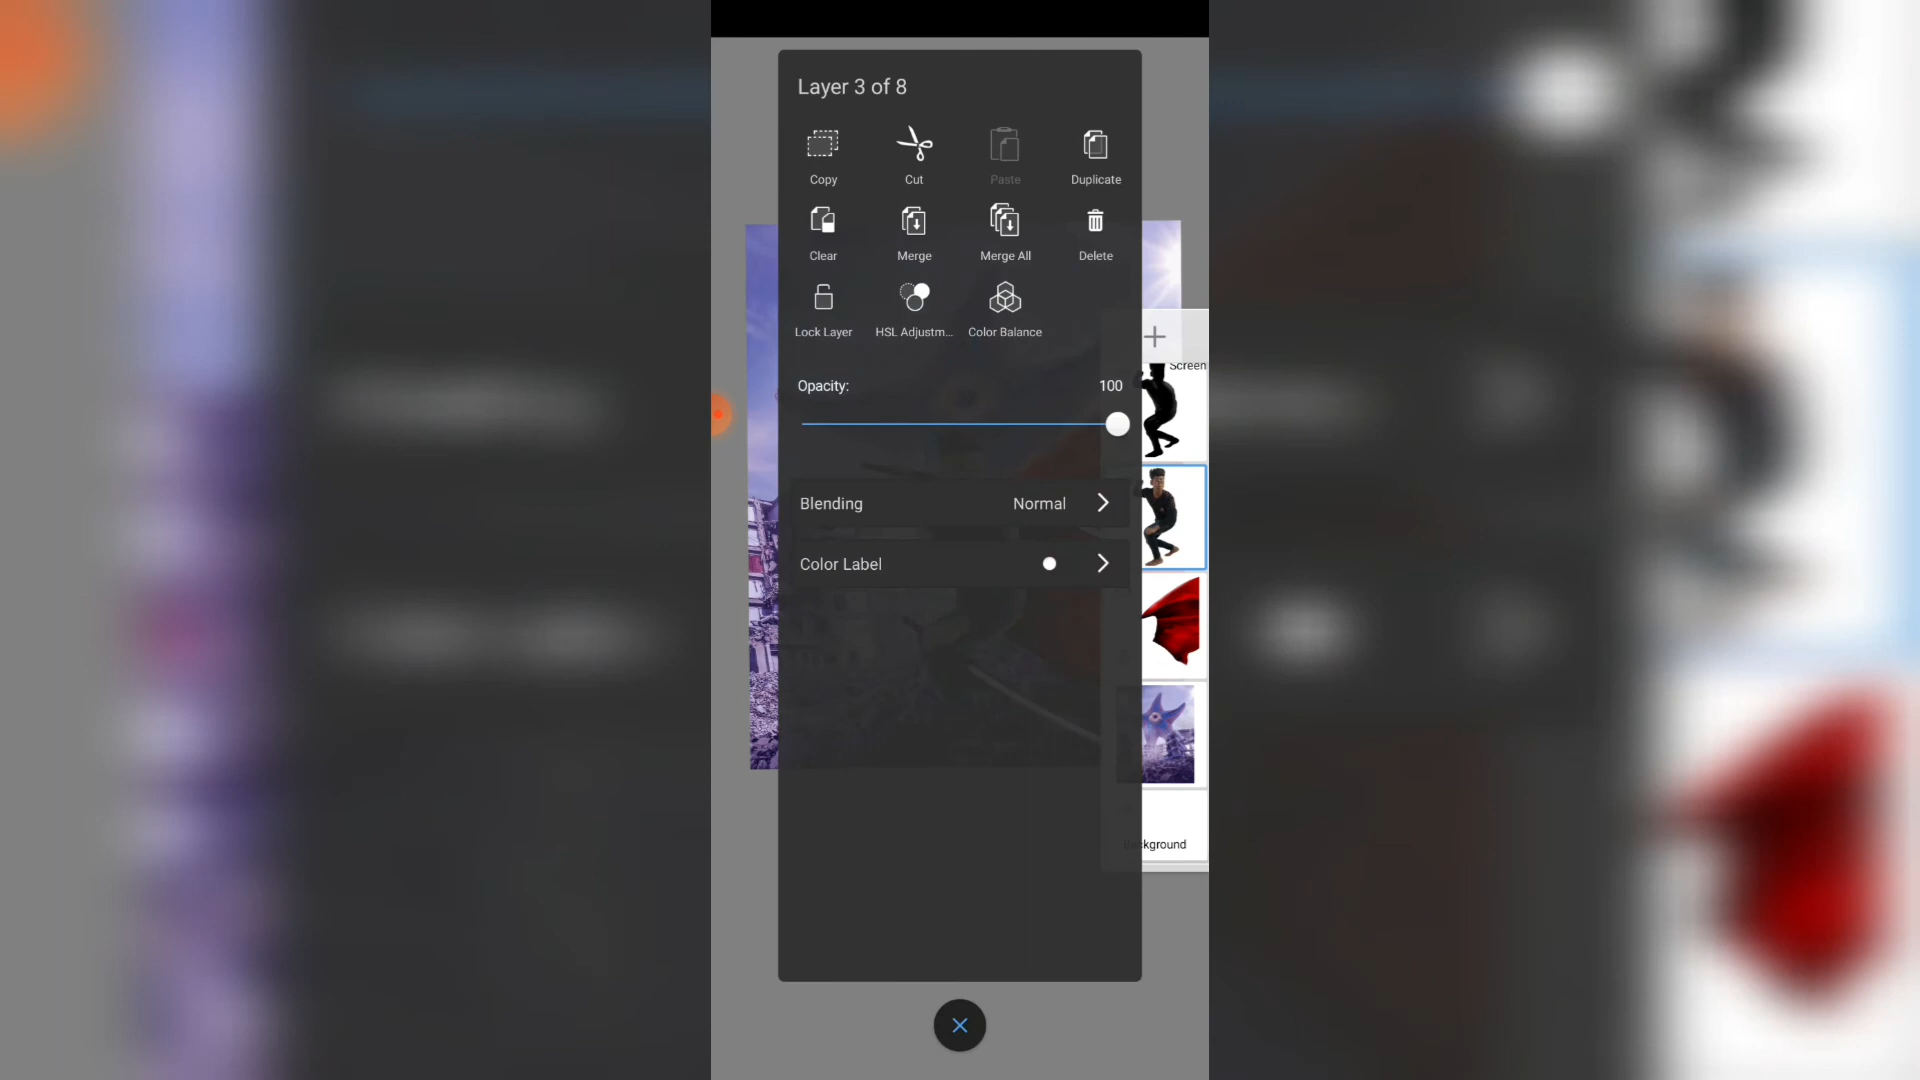 Layer 3 of 8
Copy
Cut
Paste
Duplicate
Clear
Merge
Merge All
Delete
Lock Layer
HSL Adjustm...
Color Balance
Screen
Opacity: 100
Blending Normal
Color Label
Background